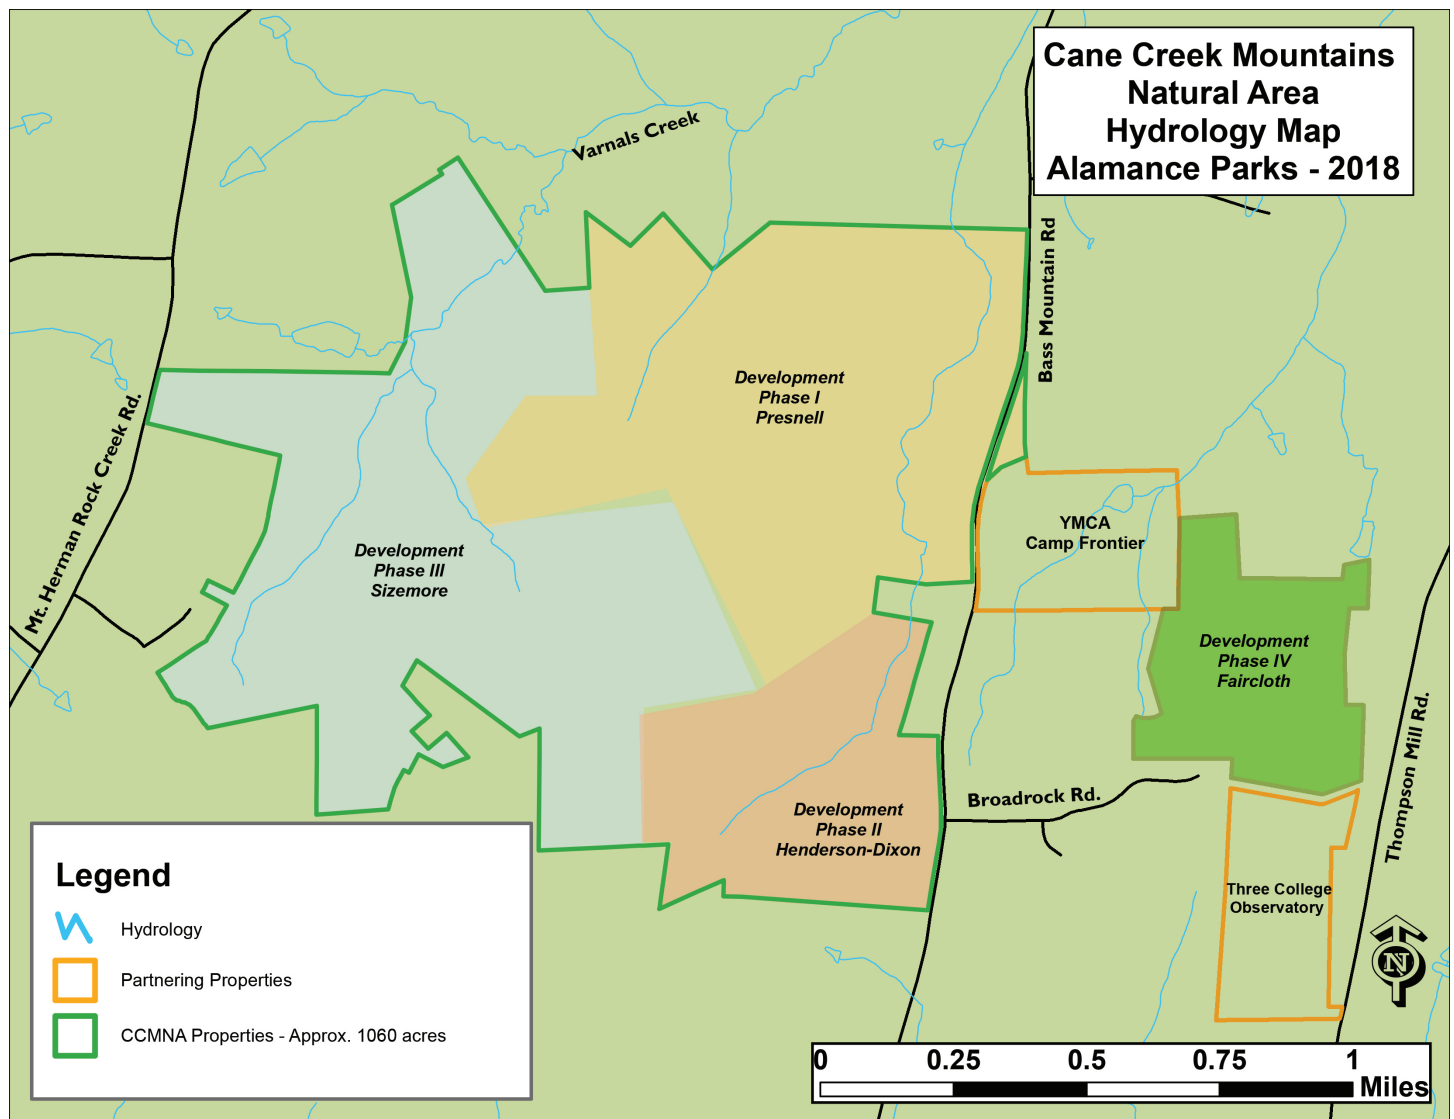 Cane Creek Mountains
Natural Area
Hydrology Map
Alamance Parks - 2018
Varnals Creek
Bass Mountain Rd
Development
Phase I
Presnell
Mt. Herman Rock Creek Rd.
YMCA
Camp Frontier
Development
Phase III
Sizemore
Development
Phase IV
Faircloth
Thompson Mill Rd.
Broadrock Rd.
Development
Phase II
Henderson-Dixon
Three College
Observatory
N
Legend
Hydrology
Partnering Properties
CCMNA Properties - Approx. 1060 acres
0 0.25 0.5 0.75 1
Miles